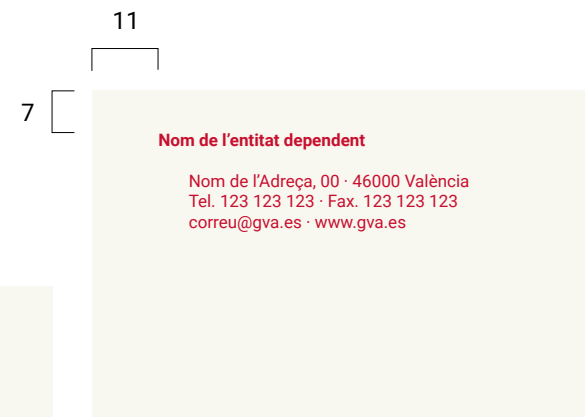 11
7
Nom de l’entitat dependent
Nom de l’Adreça, 00 · 46000 València
Tel. 123 123 123 · Fax. 123 123 123
correu@gva.es · www.gva.es